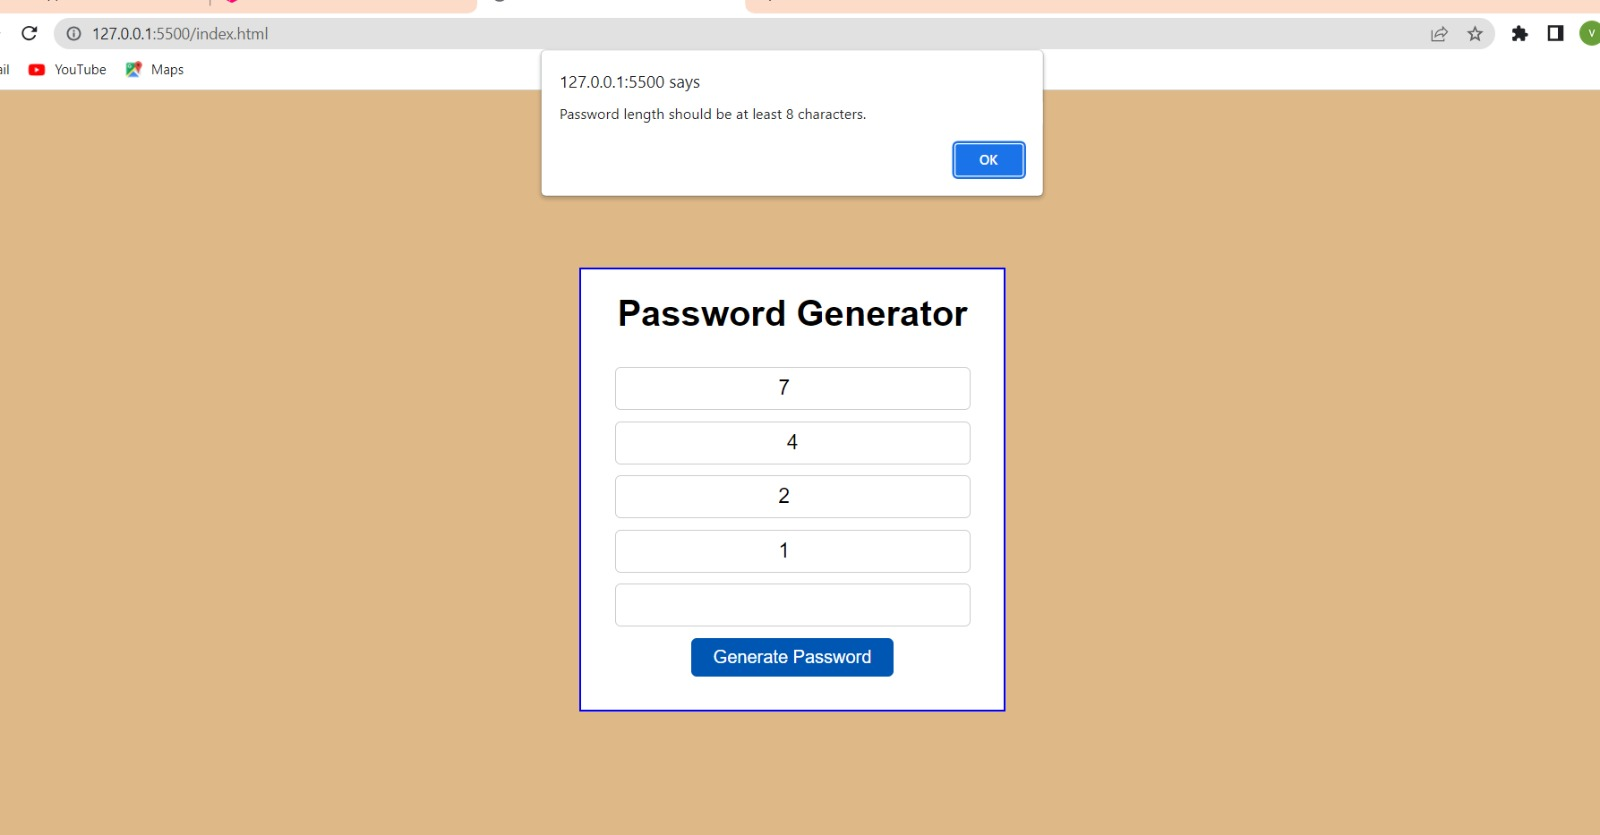 127.0.0.1:5500/index.html
V
ail YouTube Maps
127.0.0.1:5500 says
Password length should be at least 8 characters.
OK
Password Generator
7
4
2
1
Generate Password